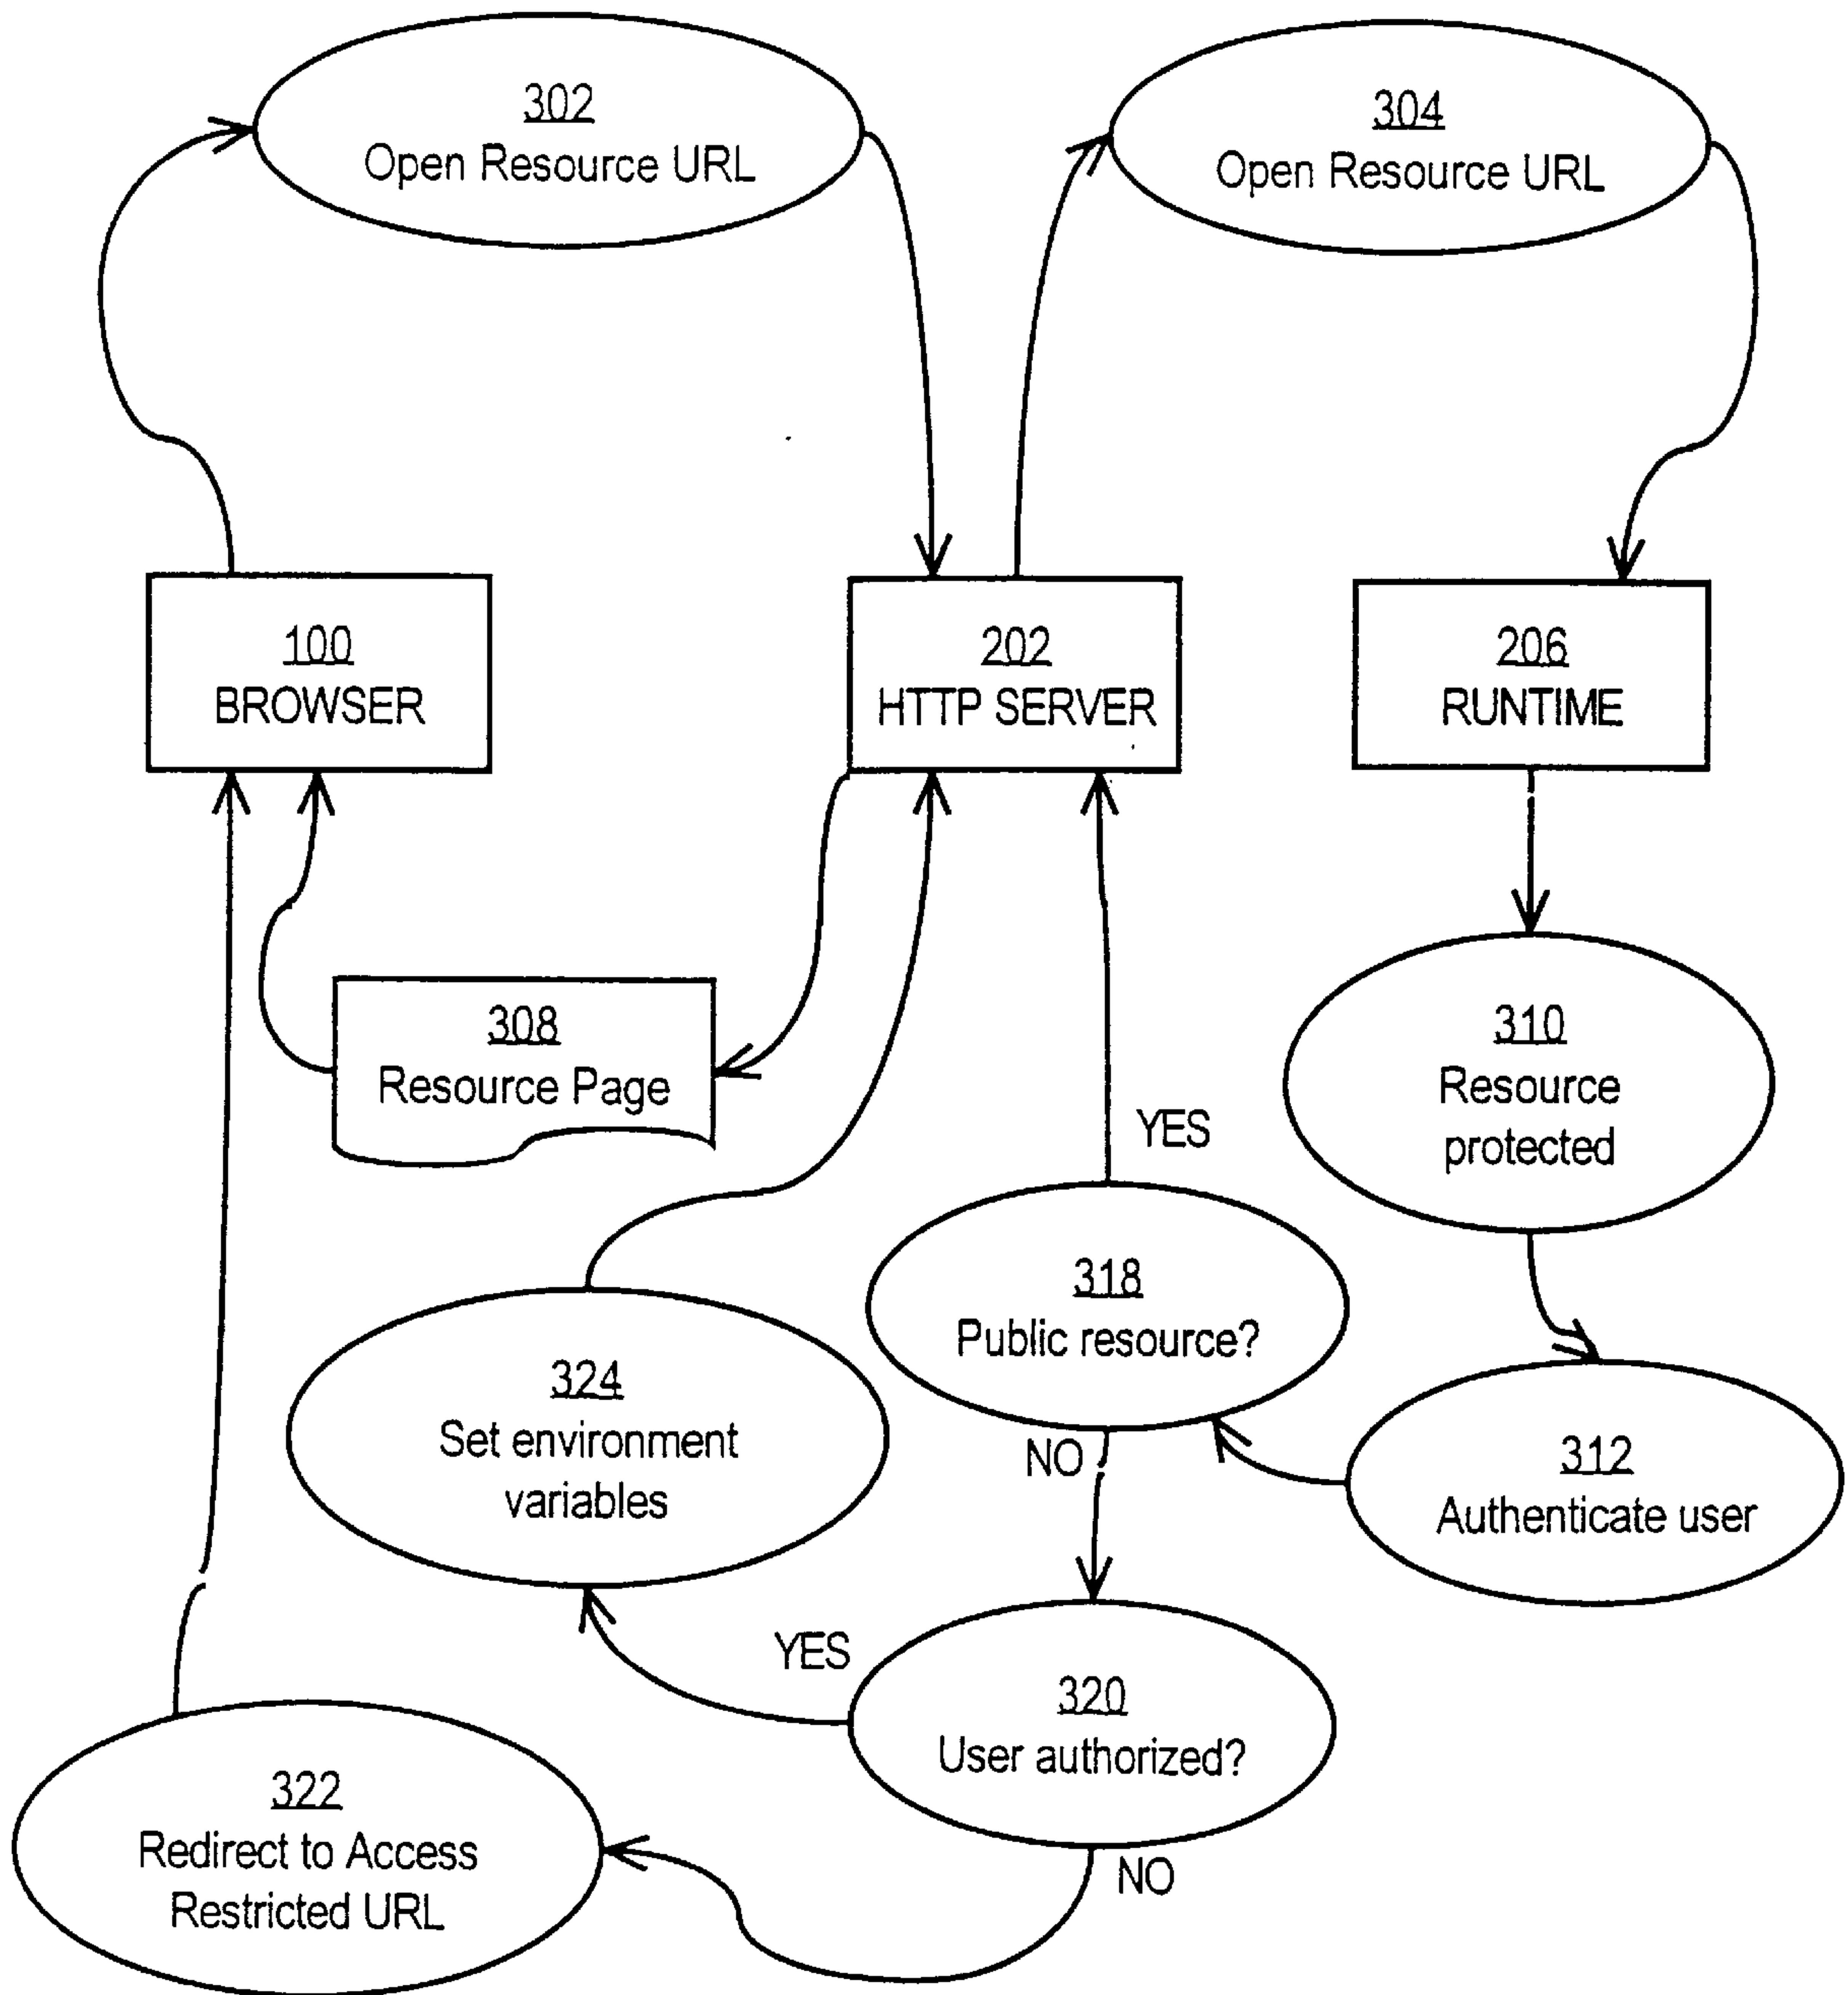 302
Open Resource URL
304
Open Resource URL
100
BROWSER
202
HTTP SERVER
206
RUNTIME
308
Resource Page
310
Resource
protected
YES
318
Public resource?
324
Set environment
variables
NO
312
Authenticate user
YES
320
User authorized?
322
Redirect to Access
Restricted URL
NO